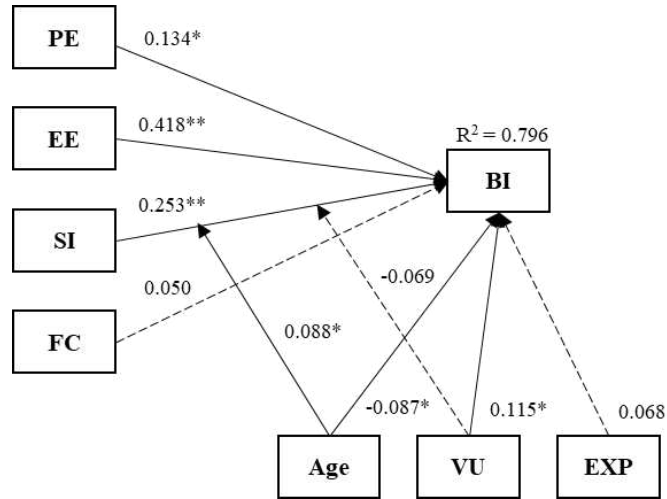 PE
0.134*
EE
0.418**
R² = 0.796
BI
SI
0.253**
-0.069
FC
0.050
0.088*
-0.087*
0.115*
0.068
Age
VU
EXP